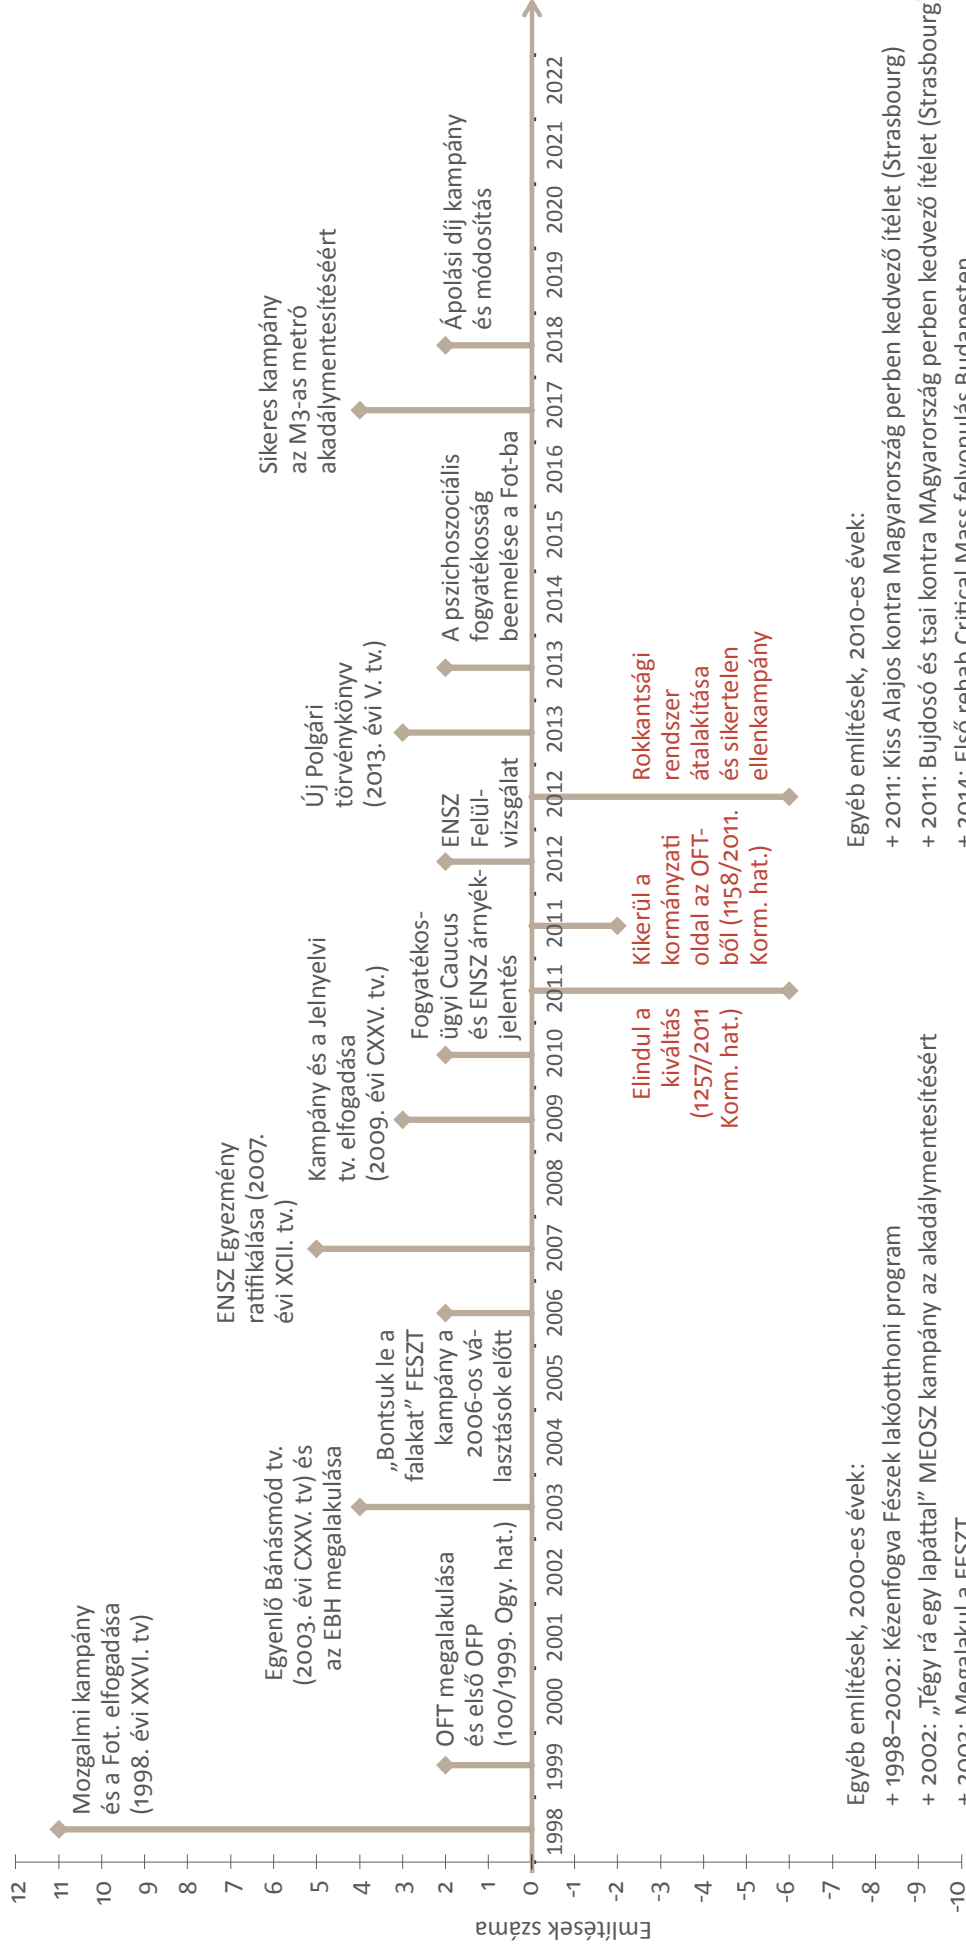 Említések száma
12
11
10
9
8
7
6
5
4
3
2
1
0
-1
-2
-3
-4
-5
-6
-7
-8
-9
-10
1998
1999
2000
2001
2002
2003
2004
2005
2006
2007
2008
2009
2010
2011
2011
2012
2012
2013
2013
2014
2015
2016
2017
2018
2019
2020
2021
2022
Mozgalmi kampány
és a Fot. elfogadása
(1998. évi XXVI. tv)
OFT megalakulása
és első OFP
(100/1999. Ogy. hat.)
Egyenlő Bánásmód tv.
(2003. évi CXXV. tv) és
az EBH megalakulása
„Bontsuk le a
falakat” FESZT
kampány a
2006-os vá-
lasztások előtt
ENSZ Egyezmény
ratifikálása (2007.
évi XCII. tv.)
Kampány és a Jelnyelvi
tv. elfogadása
(2009. évi CXXV. tv.)
Fogyatékos-
ügyi Caucus
és ENSZ árnyék-
jelentés
Elindul a
kiváltás
(1257/2011
Korm. hat.)
Kikerül a
kormányzati
oldal az OFT-
ből (1158/2011.
Korm. hat.)
ENSZ
Felül-
vizsgálat
Rokkantsági
rendszer
átalakítása
és sikertelen
ellenkampány
Új Polgári
törvénykönyv
(2013. évi V. tv.)
A pszichoszociális
fogyatékosság
beemelése a Fot-ba
Sikeres kampány
az M3-as metró
akadálymentesítéséért
Ápolási díj kampány
és módosítás
Egyéb említések, 2000-es évek:
+ 1998–2002: Kézenfogva Fészek lakóotthoni program
+ 2002: „Tégy rá egy lapáttal” MEOSZ kampány az akadálymentesítésért
+ 2003: Megalakul a FESZT
Egyéb említések, 2010-es évek:
+ 2011: Kiss Alajos kontra Magyarország perben kedvező ítélet (Strasbourg)
+ 2011: Bujdosó és tsai kontra MAgyarország perben kedvező ítélet (Strasbourg
+ 2014: Első rehab Critical Mass felvonulás Budapesten